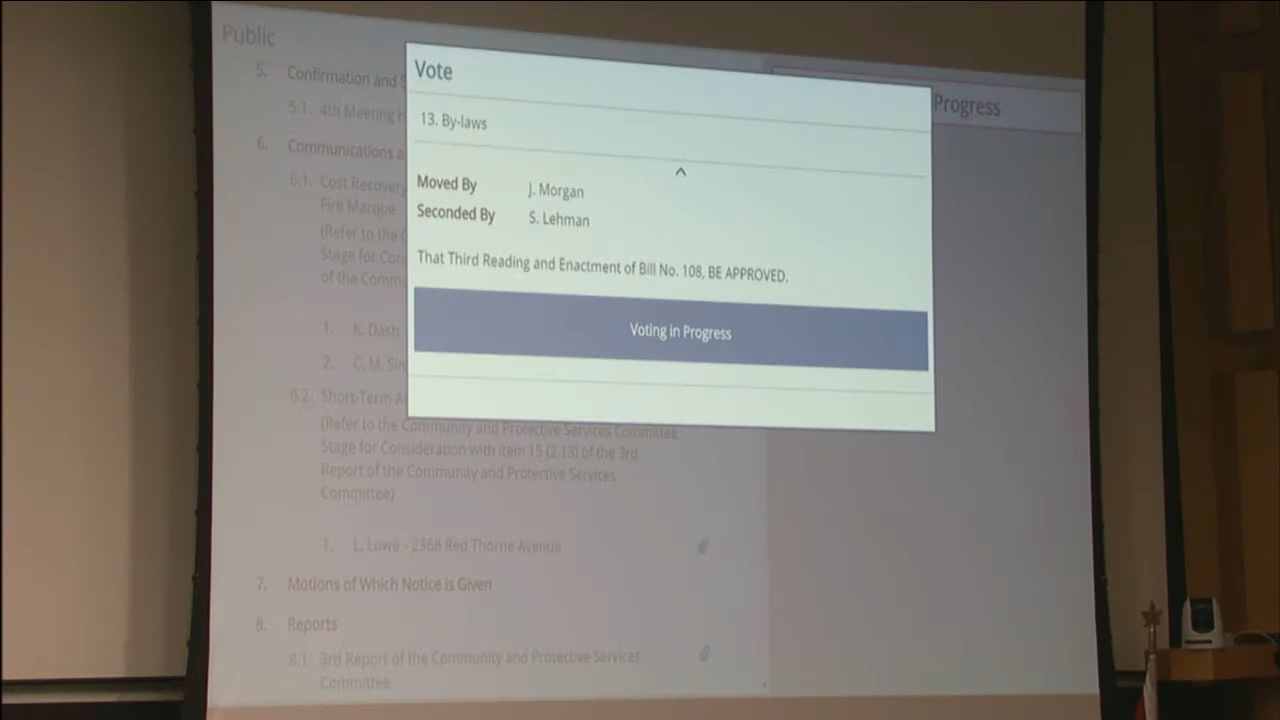 Public
5. Confirmation and S
5.1. 4th Meeting H
6. Communications a
6.1. Cost Recovery
Fire Marque
(Refer to the C
Stage for Con
of the Commu
1. K. Dash
2. C. M. Sin
6.2. Short-Term A
(Refer to the Community and Protective Services Committee
Stage for Consideration with item 15 (2.13) of the 3rd
Report of the Community and Protective Services
Committee)
1. L. Lowe - 2368 Red Thorne Avenue
7. Motions of Which Notice is Given
8. Reports
8.1. 3rd Report of the Community and Protective Services
Committee
Vote
13. By-laws
Moved By J. Morgan
Seconded By S. Lehman
That Third Reading and Enactment of Bill No. 108, BE APPROVED.
Voting in Progress
Progress